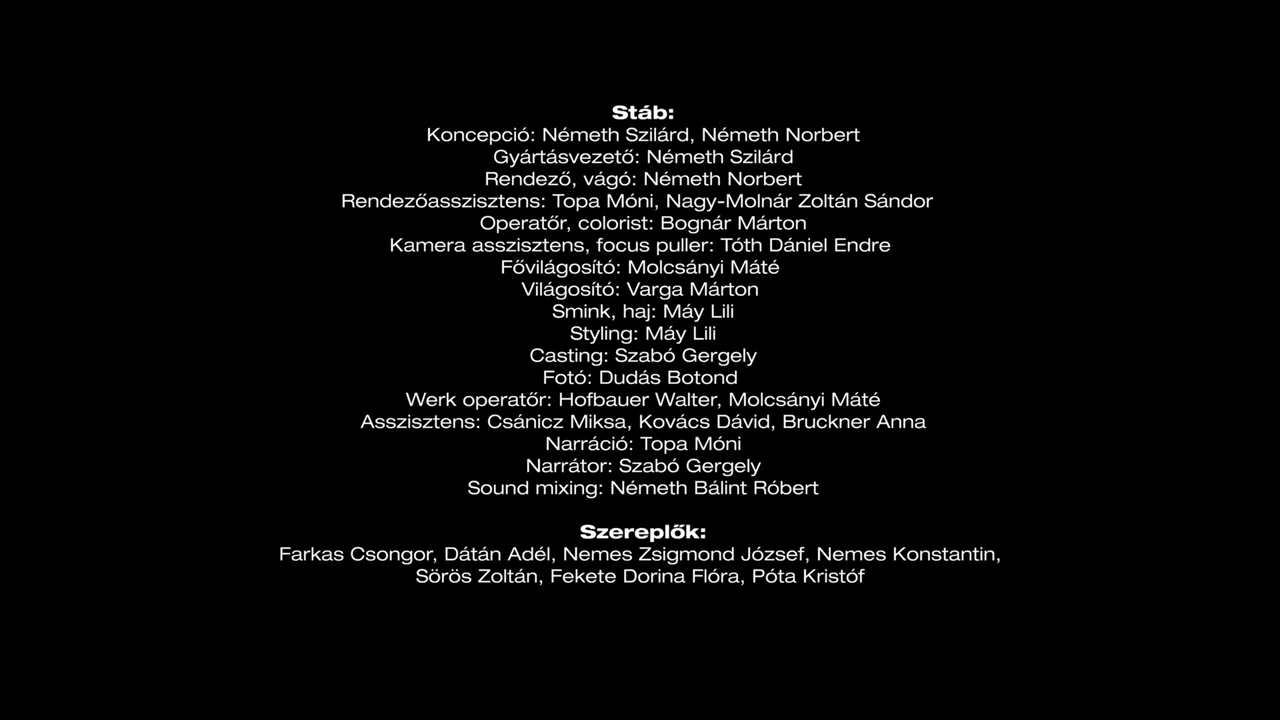 Stáb:
Koncepció: Németh Szilárd, Németh Norbert
Gyártásvezető: Németh Szilárd
Rendező, vágó: Németh Norbert
Rendezőasszisztens: Topa Móni, Nagy-Molnár Zoltán Sándor
Operatőr, colorist: Bognár Márton
Kamera asszisztens, focus puller: Tóth Dániel Endre
Fővilágosító: Molcsányi Máté
Világosító: Varga Márton
Smink, haj: Máy Lili
Styling: Máy Lili
Casting: Szabó Gergely
Fotó: Dudás Botond
Werk operatőr: Hofbauer Walter, Molcsányi Máté
Asszisztens: Csánicz Miksa, Kovács Dávid, Bruckner Anna
Narráció: Topa Móni
Narrátor: Szabó Gergely
Sound mixing: Németh Bálint Róbert
Szereplők:
Farkas Csongor, Dátán Adél, Nemes Zsigmond József, Nemes Konstantin,
Sörös Zoltán, Fekete Dorina Flóra, Póta Kristóf